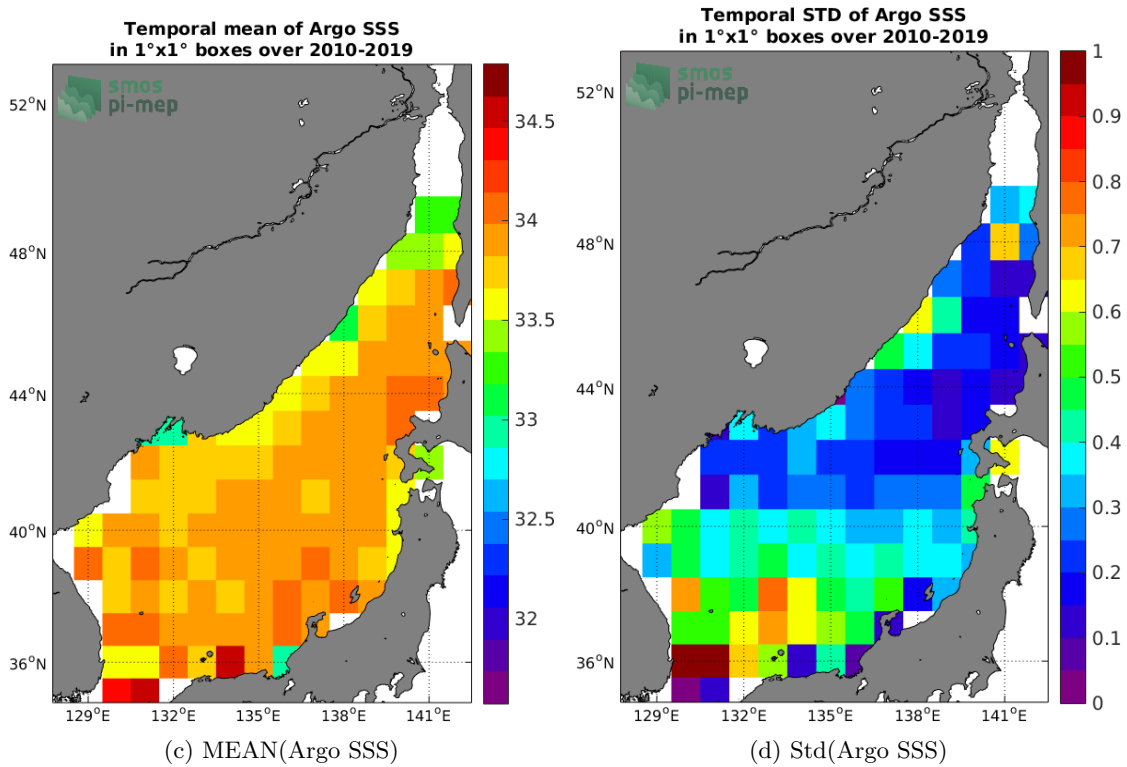 Temporal mean of Argo SSS
in 1°x1° boxes over 2010-2019
smos
pi-mep
52°N
48°N
44°N
40°N
36°N
129°E
132°E
135°E
138°E
141°E
34.5
34
33.5
33
32.5
32
(c) MEAN(Argo SSS)
Temporal STD of Argo SSS
in 1°x1° boxes over 2010-2019
smos
pi-mep
52°N
48°N
44°N
40°N
36°N
129°E
132°E
135°E
138°E
141°E
1
0.9
0.8
0.7
0.6
0.5
0.4
0.3
0.2
0.1
0
(d) Std(Argo SSS)